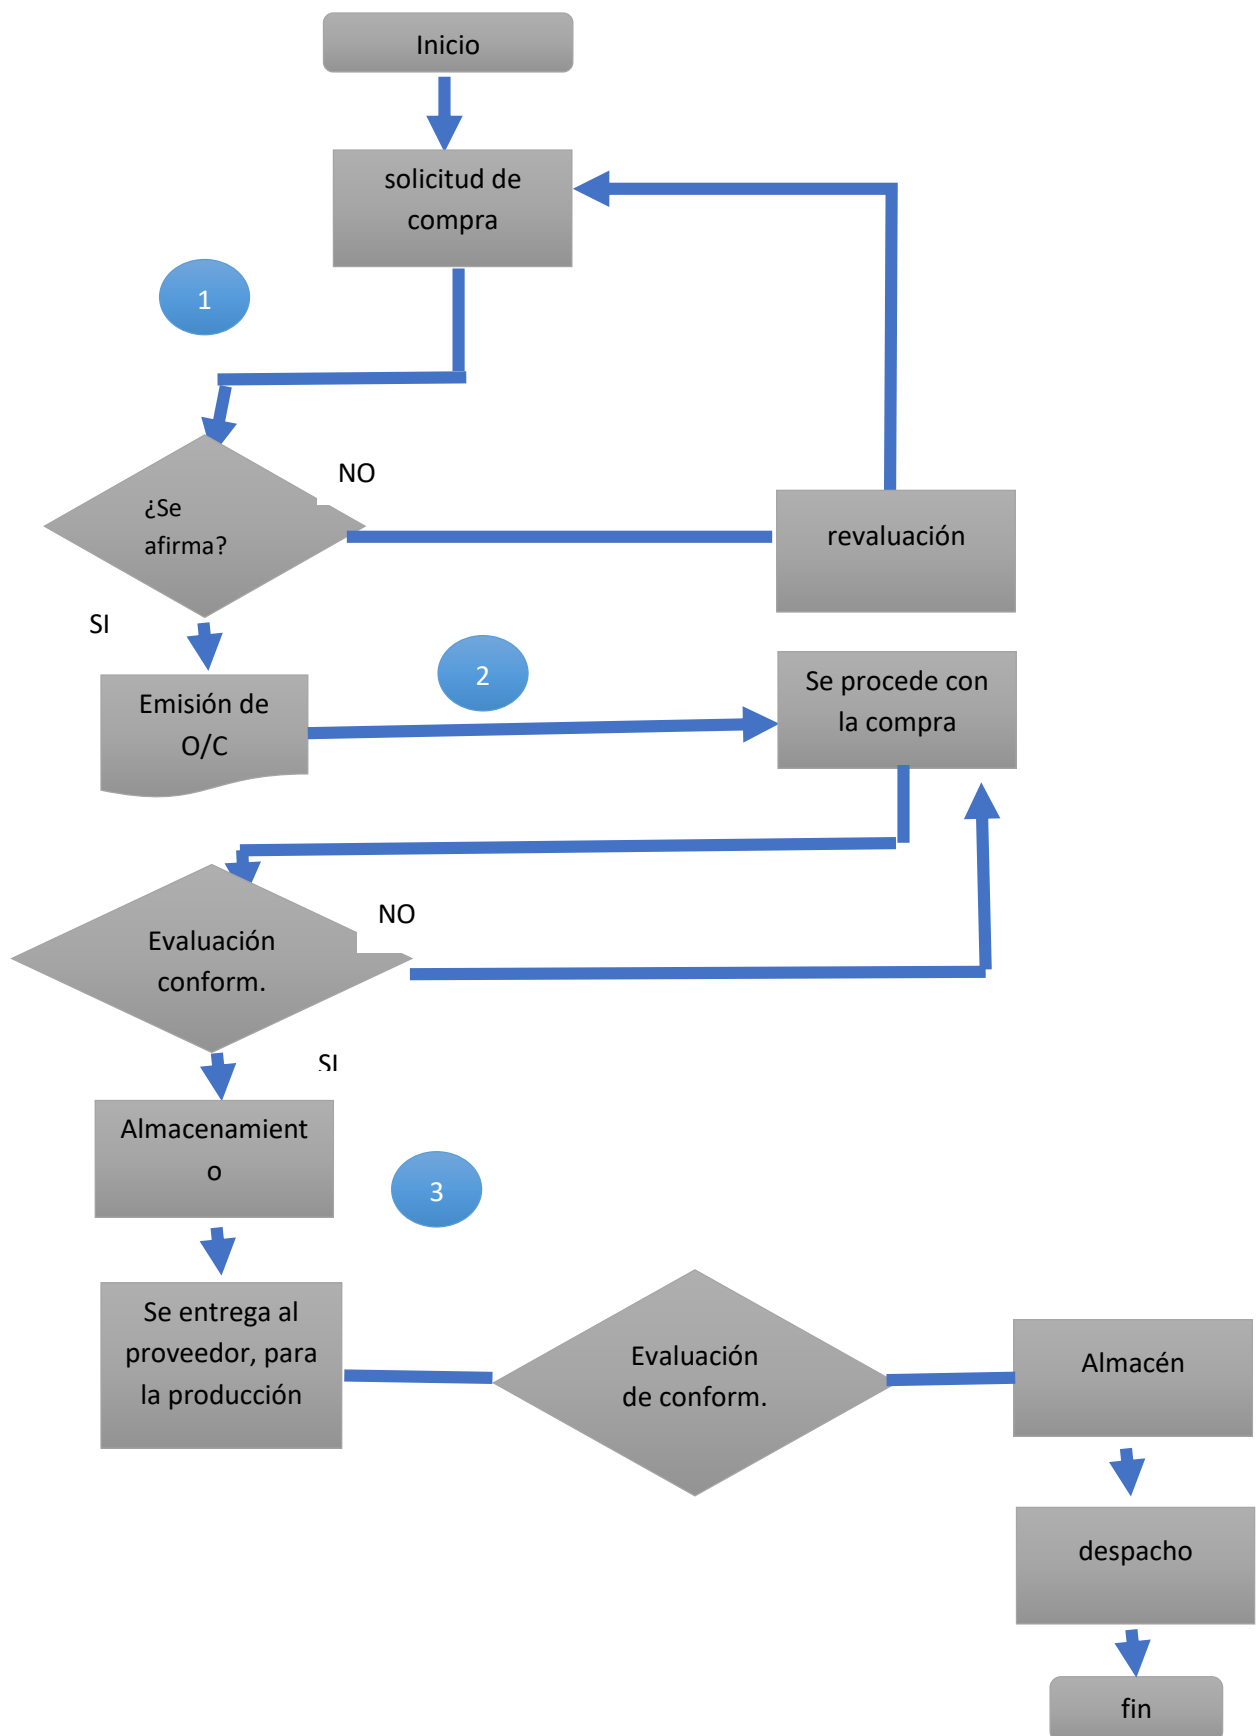 Inicio
solicitud de
compra
1
NO
¿Se
afirma?
revaluación
SI
2
Emisión de
O/C
Se procede con
la compra
NO
Evaluación
conform.
SI
Almacenamient
o
3
Se entrega al
proveedor, para
la producción
Evaluación
de conform.
Almacén
despacho
fin